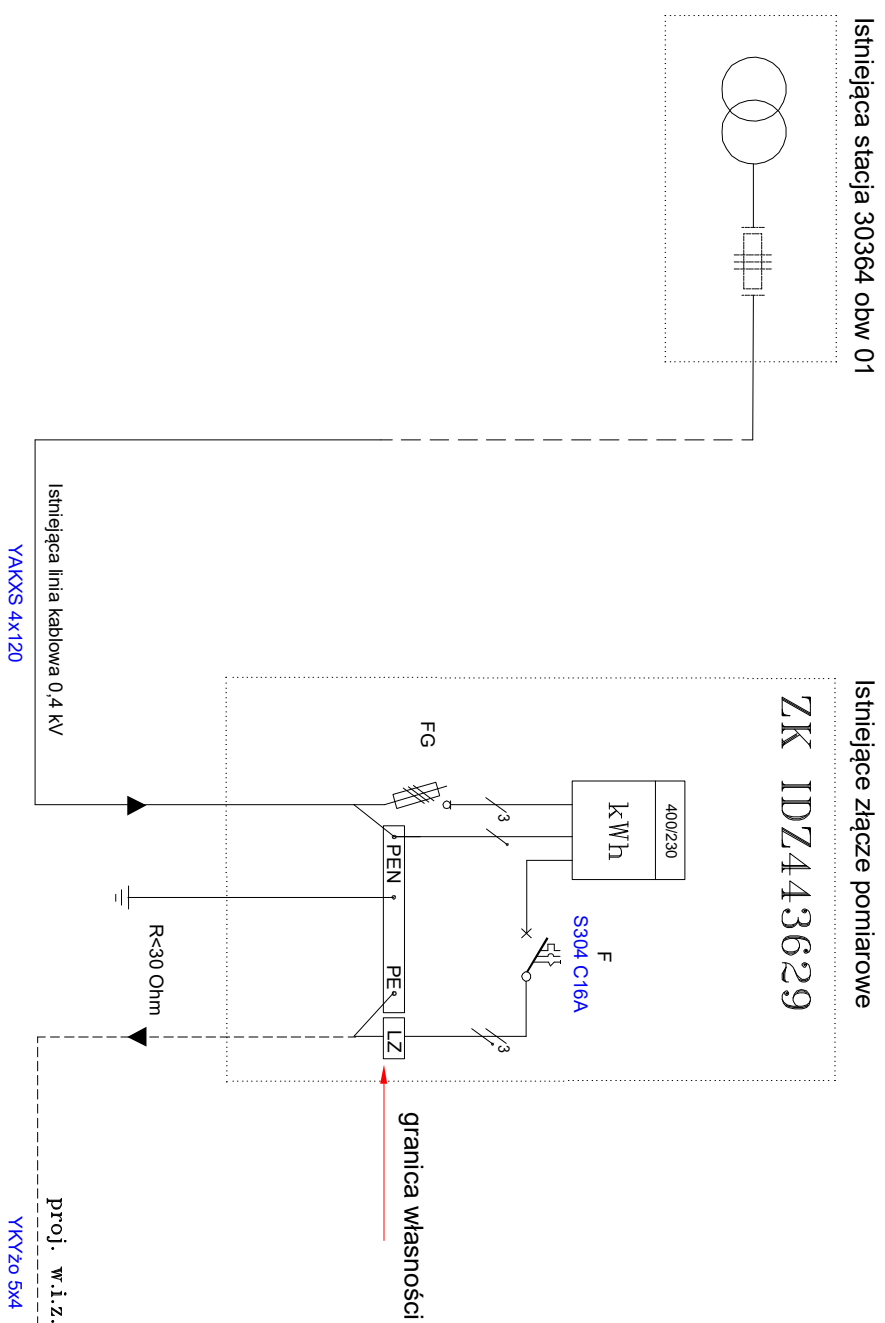 Istniejąca stacja 30364 obw 01
Istniejąca linia kablowa 0,4 kV
YAKXS 4x120
Istniejące złącze pomiarowe
ZK IDZ443629
400/230
kWh
FG
3
F
S304 C16A
PEN
PE
LZ
3
R<30 Ohm
granica własności
proj. w.i.z.
YKYżo 5x4